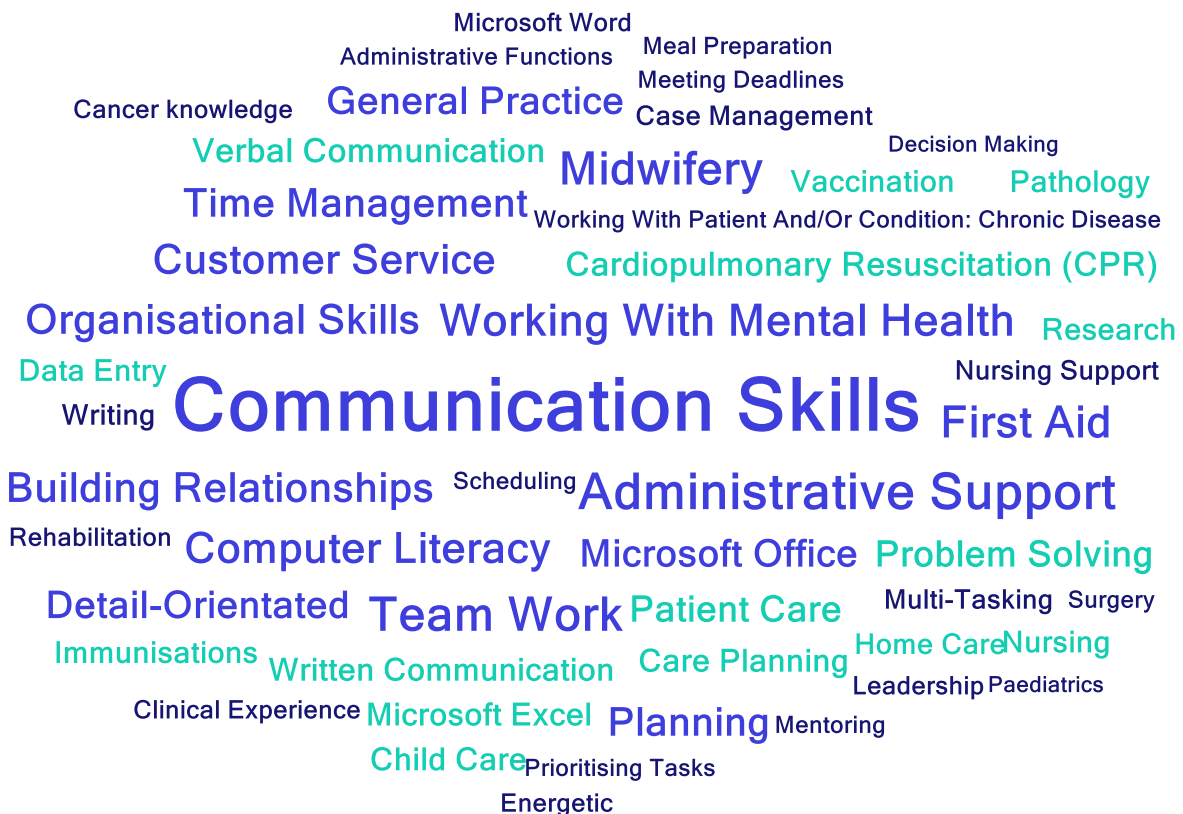 Microsoft Word
Administrative Functions
Meal Preparation
Meeting Deadlines
Cancer knowledge
General Practice
Case Management
Verbal Communication
Midwifery
Decision Making
Vaccination
Pathology
Time Management
Working With Patient And/Or Condition: Chronic Disease
Customer Service
Cardiopulmonary Resuscitation (CPR)
Organisational Skills
Working With Mental Health
Research
Data Entry
Communication Skills
Nursing Support
Writing
First Aid
Building Relationships
Scheduling
Administrative Support
Rehabilitation
Computer Literacy
Microsoft Office
Problem Solving
Detail-Orientated
Team Work
Patient Care
Multi-Tasking
Surgery
Immunisations
Written Communication
Care Planning
Home Care
Nursing
Leadership
Paediatrics
Clinical Experience
Microsoft Excel
Planning
Mentoring
Child Care
Prioritising Tasks
Energetic